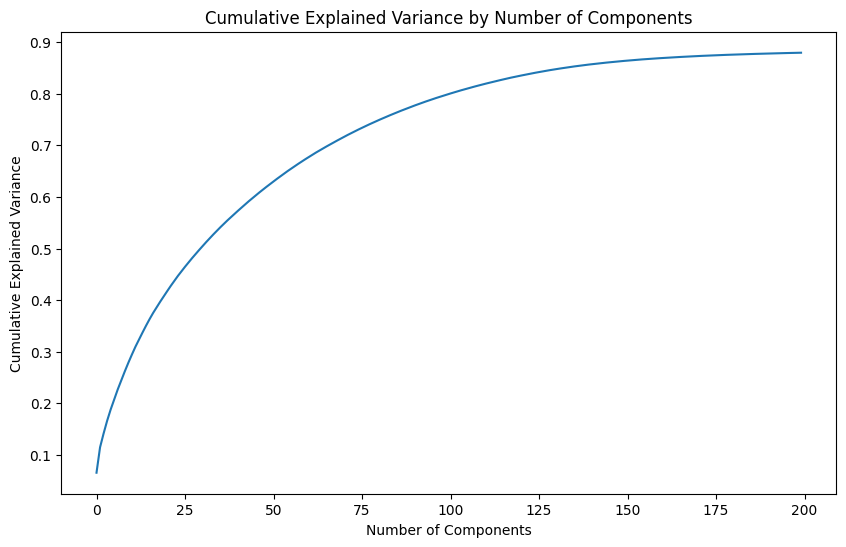 Cumulative Explained Variance by Number of Components
0.9
0.8
0.7
0.6
0.5
0.4
0.3
0.2
0.1
Cumulative Explained Variance
0 25 50 75 100 125 150 175 200
Number of Components